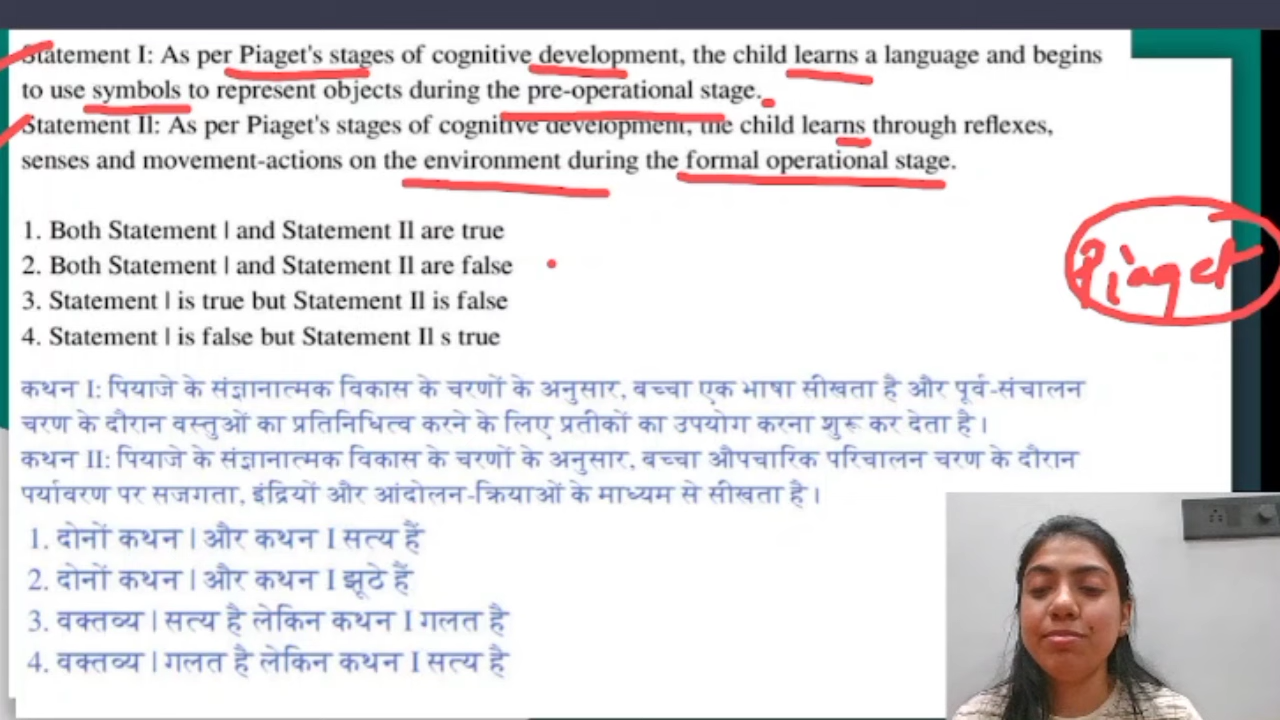 Statement I: As per Piaget's stages of cognitive development, the child learns a language and begins
to use symbols to represent objects during the pre-operational stage.
Statement Il: As per Piaget's stages of cognitive development, the child learns through reflexes,
senses and movement-actions on the environment during the formal operational stage.
1. Both Statement | and Statement Il are true
2. Both Statement | and Statement Il are false
3. Statement | is true but Statement Il is false
4. Statement | is false but Statement Il s true
Piaget
कथन I: पियाजे के संज्ञानात्मक विकास के चरणों के अनुसार, बच्चा एक भाषा सीखता है और पूर्व-संचालन
चरण के दौरान वस्तुओं का प्रतिनिधित्व करने के लिए प्रतीकों का उपयोग करना शुरू कर देता है।
कथन II: पियाजे के संज्ञानात्मक विकास के चरणों के अनुसार, बच्चा औपचारिक परिचालन चरण के दौरान
पर्यावरण पर सजगता, इंद्रियों और आंदोलन-क्रियाओं के माध्यम से सीखता है।
1. दोनों कथन | और कथन I सत्य हैं
2. दोनों कथन | और कथन I झूठे हैं
3. वक्तव्य | सत्य है लेकिन कथन I गलत है
4. वक्तव्य | गलत है लेकिन कथन I सत्य है